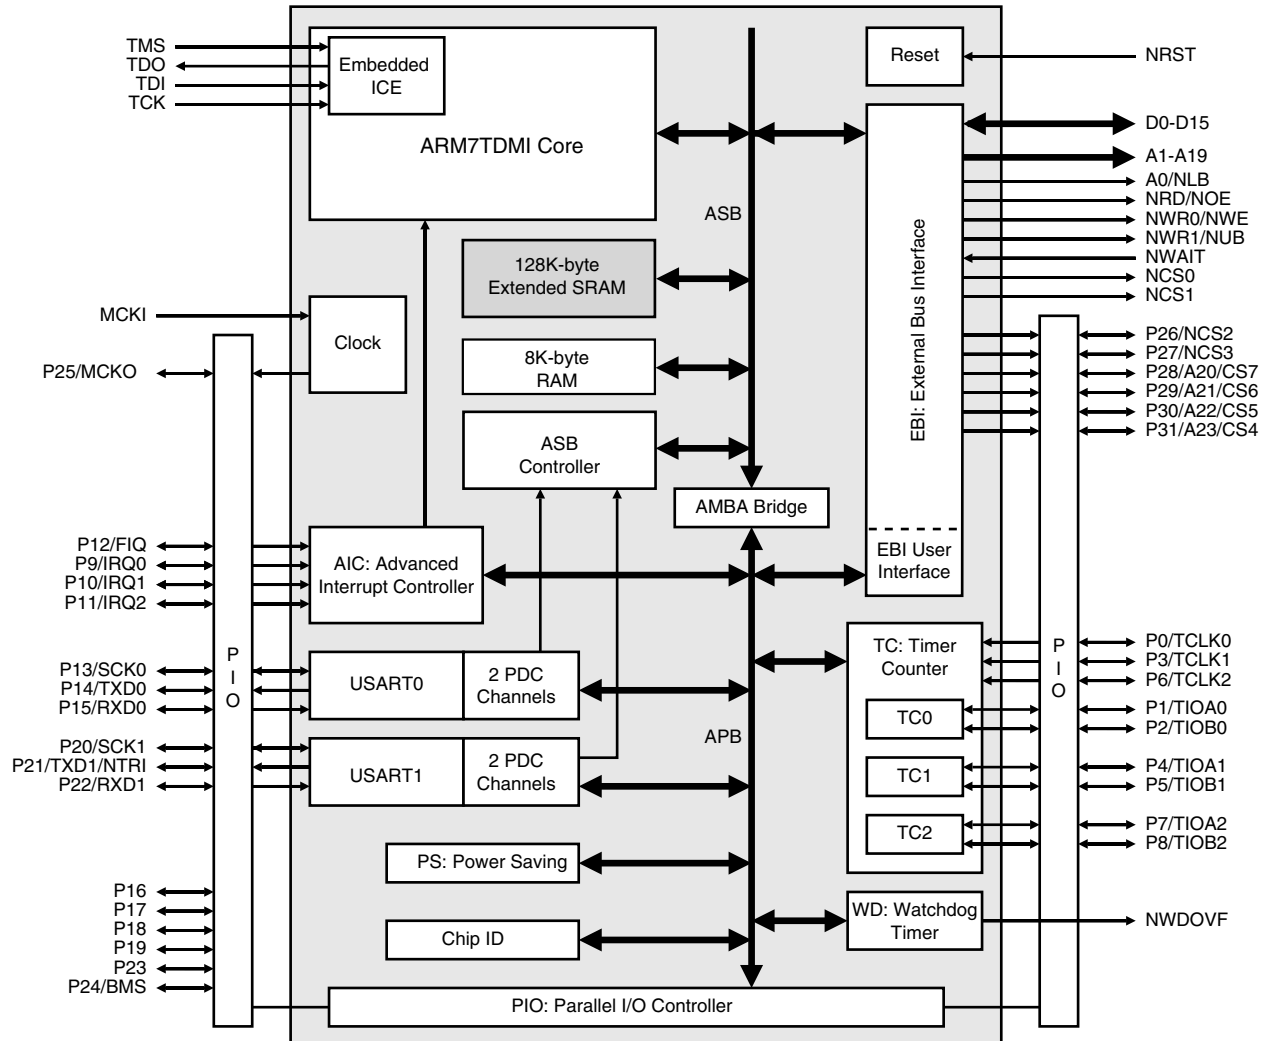 TMS
TDO
TDI
TCK
Embedded
ICE
ARM7TDMI Core
Reset
NRST
D0-D15
A1-A19
A0/NLB
NRD/NOE
NWR0/NWE
NWR1/NUB
NWAIT
NCS0
NCS1
ASB
EBI: External Bus Interface
128K-byte
Extended SRAM
MCKI
Clock
P25/MCKO
8K-byte
RAM
P26/NCS2
P27/NCS3
P28/A20/CS7
P29/A21/CS6
P30/A22/CS5
P31/A23/CS4
ASB
Controller
AMBA Bridge
EBI User
Interface
P12/FIQ
P9/IRQ0
P10/IRQ1
P11/IRQ2
AIC: Advanced
Interrupt Controller
P
I
O
P13/SCK0
P14/TXD0
P15/RXD0
USART0
2 PDC
Channels
P20/SCK1
P21/TXD1/NTRI
P22/RXD1
USART1
2 PDC
Channels
APB
TC: Timer
Counter
TC0
TC1
TC2
P
I
O
P0/TCLK0
P3/TCLK1
P6/TCLK2
P1/TIOA0
P2/TIOB0
P4/TIOA1
P5/TIOB1
P7/TIOA2
P8/TIOB2
PS: Power Saving
Chip ID
WD: Watchdog
Timer
NWDOVF
P16
P17
P18
P19
P23
P24/BMS
PIO: Parallel I/O Controller